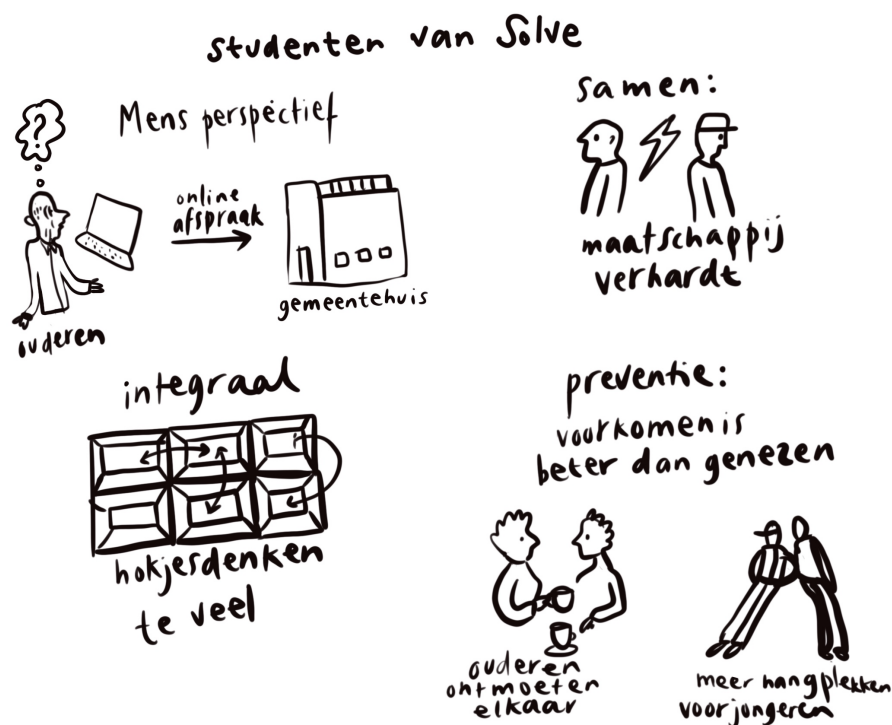 studenten van Solve
Mens perspectief
?
online
afspraak
gemeentehuis
ouderen
samen:
maatschappij
verhardt
integraal
hokjesdenken
te veel
preventie:
voorkomen is
beter dan genezen
ouderen
ontmoeten
elkaar
meer hangplekken
voor jongeren